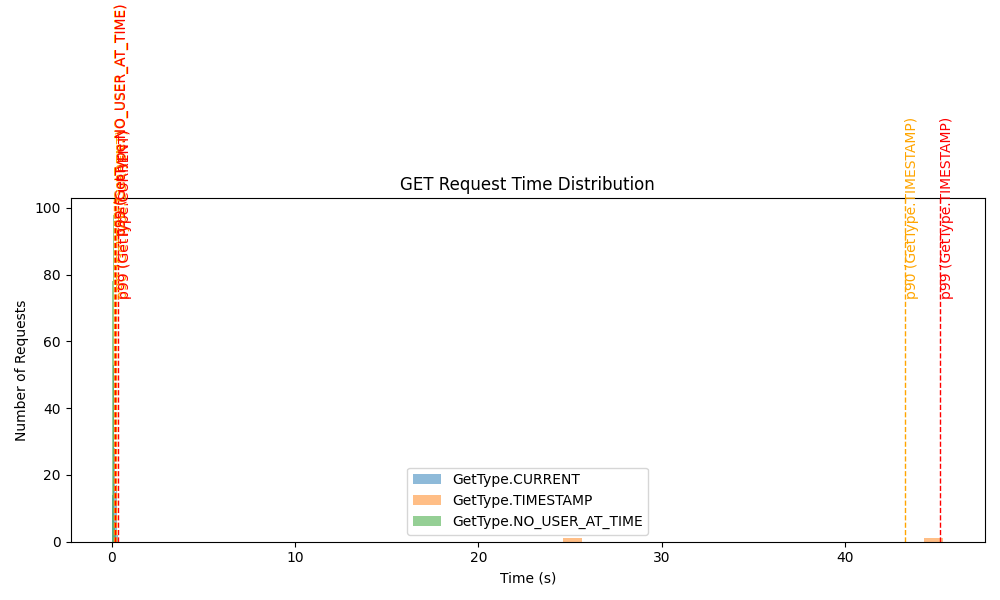 GET Request Time Distribution
Number of Requests
100
80
60
40
20
0
p99 (GetType.CURRENT)
p90 (GetType.TIMESTAMP)
p99 (GetType.TIMESTAMP)
GetType.CURRENT
GetType.TIMESTAMP
GetType.NO_USER_AT_TIME
0
10
20
30
40
Time (s)